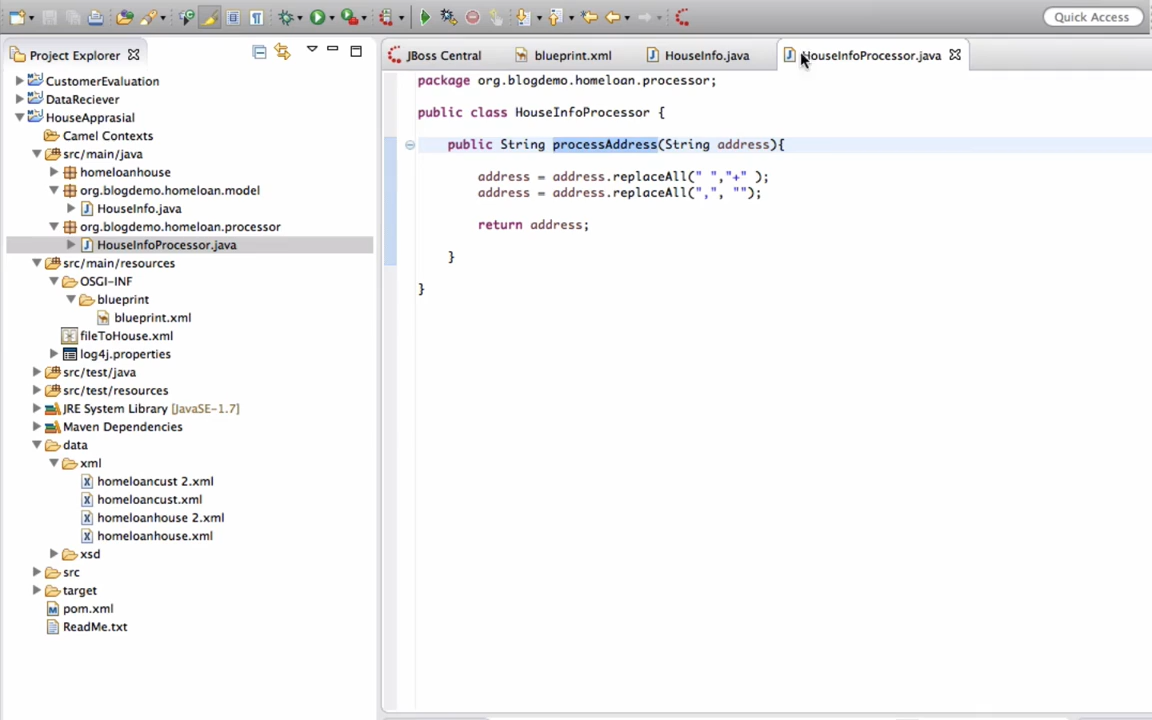 Quick Access
Project Explorer
CustomerEvaluation
DataReciever
HouseApprasial
Camel Contexts
src/main/java
homeloanhouse
org.blogdemo.homeloan.model
HouseInfo.java
org.blogdemo.homeloan.processor
HouseInfoProcessor.java
src/main/resources
OSGI-INF
blueprint
blueprint.xml
fileToHouse.xml
log4j.properties
src/test/java
src/test/resources
JRE System Library [JavaSE-1.7]
Maven Dependencies
data
xml
homeloancust 2.xml
homeloancust.xml
homeloanhouse 2.xml
homeloanhouse.xml
xsd
src
target
pom.xml
ReadMe.txt
JBoss Central
blueprint.xml
HouseInfo.java
HouseInfoProcessor.java
package org.blogdemo.homeloan.processor;
public class HouseInfoProcessor {
public String processAddress(String address){
address = address.replaceAll(" ","+" );
address = address.replaceAll(",", "");
return address;
}
}